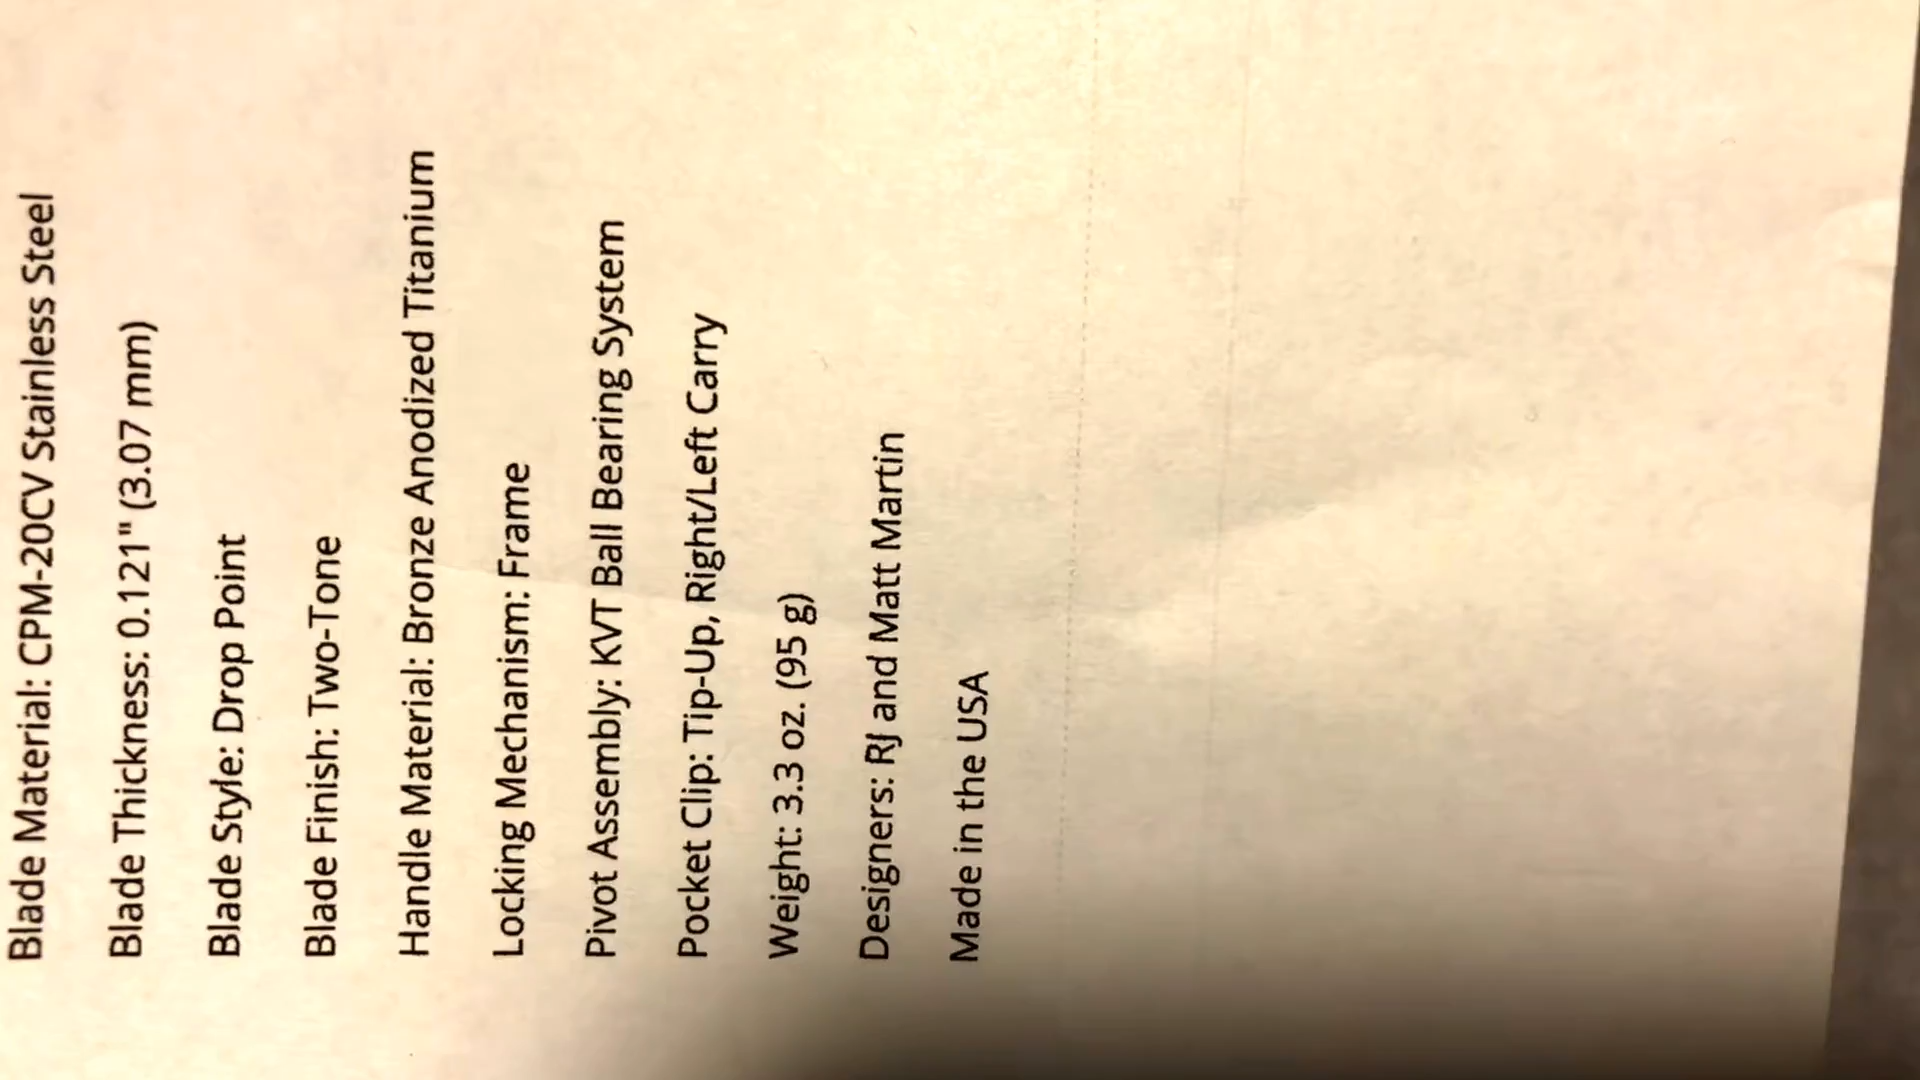 Blade Material: CPM-20CV Stainless Steel
Blade Thickness: 0.121" (3.07 mm)
Blade Style: Drop Point
Blade Finish: Two-Tone
Handle Material: Bronze Anodized Titanium
Locking Mechanism: Frame
Pivot Assembly: KVT Ball Bearing System
Pocket Clip: Tip-Up, Right/Left Carry
Weight: 3.3 oz. (95 g)
Designers: RJ and Matt Martin
Made in the USA